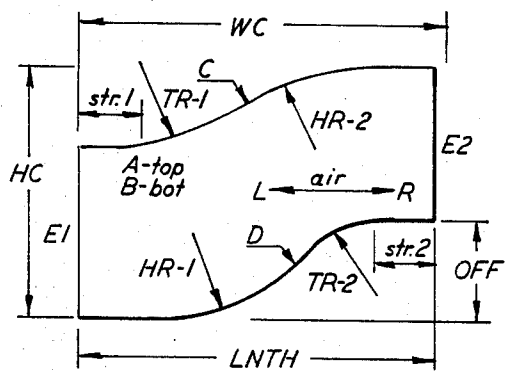 WC
C
str.1
TR-1
HR-2
HC
A-top
B-bot
E2
L air R
E1
D
HR-1
str.2
TR-2
OFF
LNTH